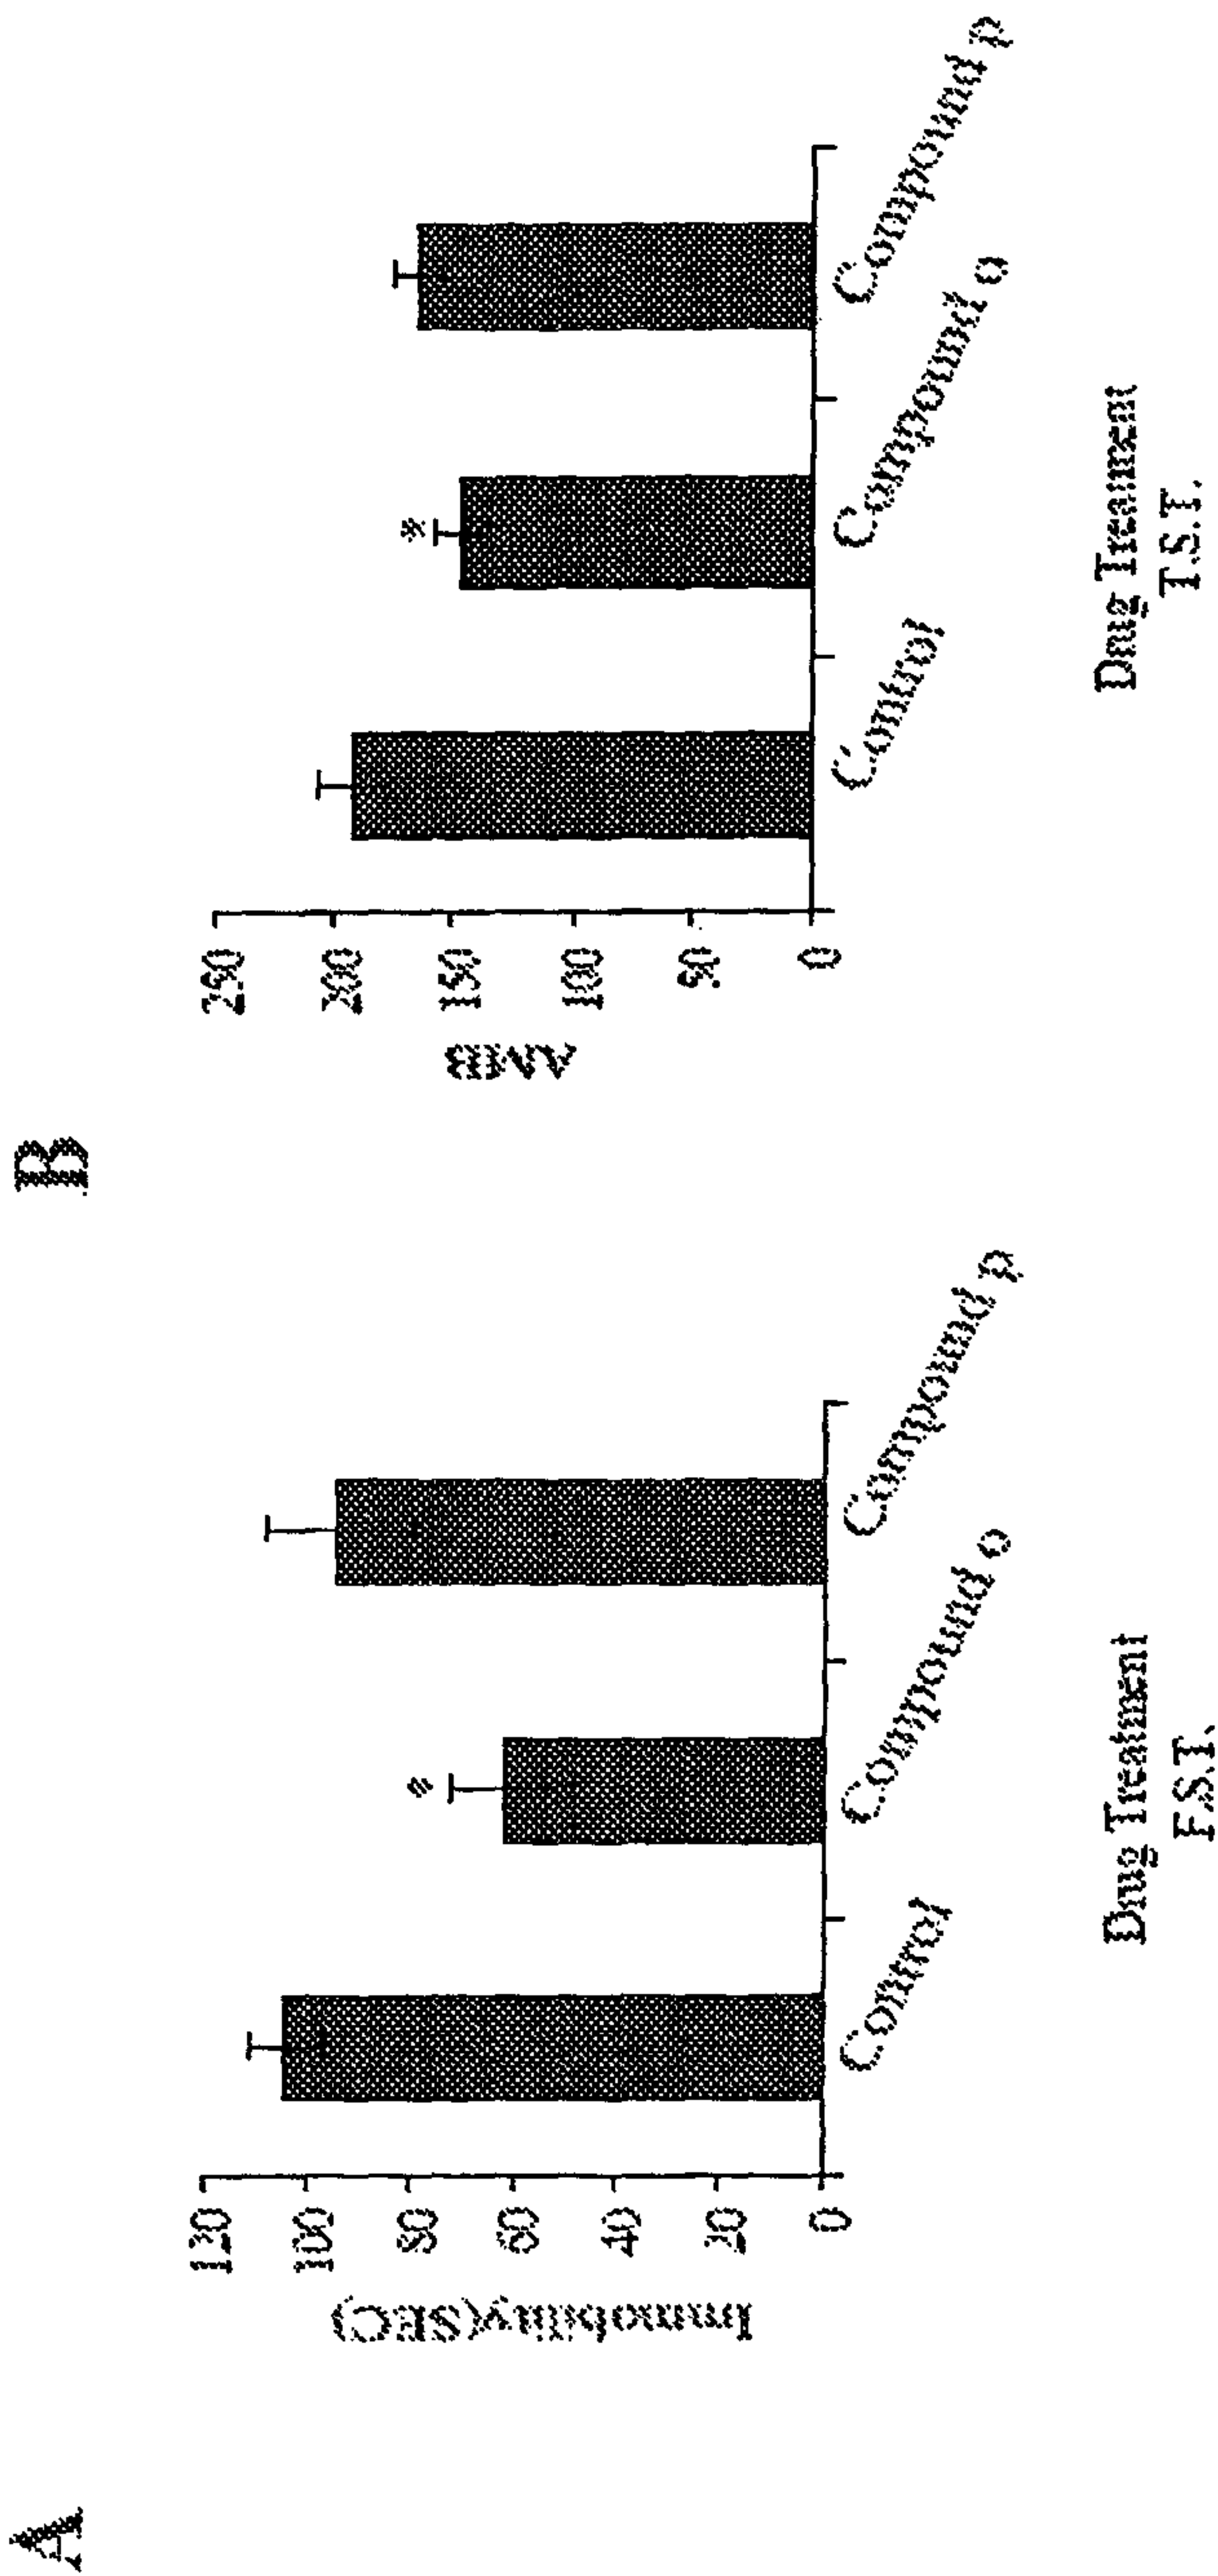 A
Immobility(SEC)
120
100
80
60
40
20
0
*
Control
Compound o
Compound p
Drug Treatment
F.S.T.
B
AMB
250
200
150
100
50
0
*
Control
Compound o
Compound p
Drug Treatment
T.S.T.